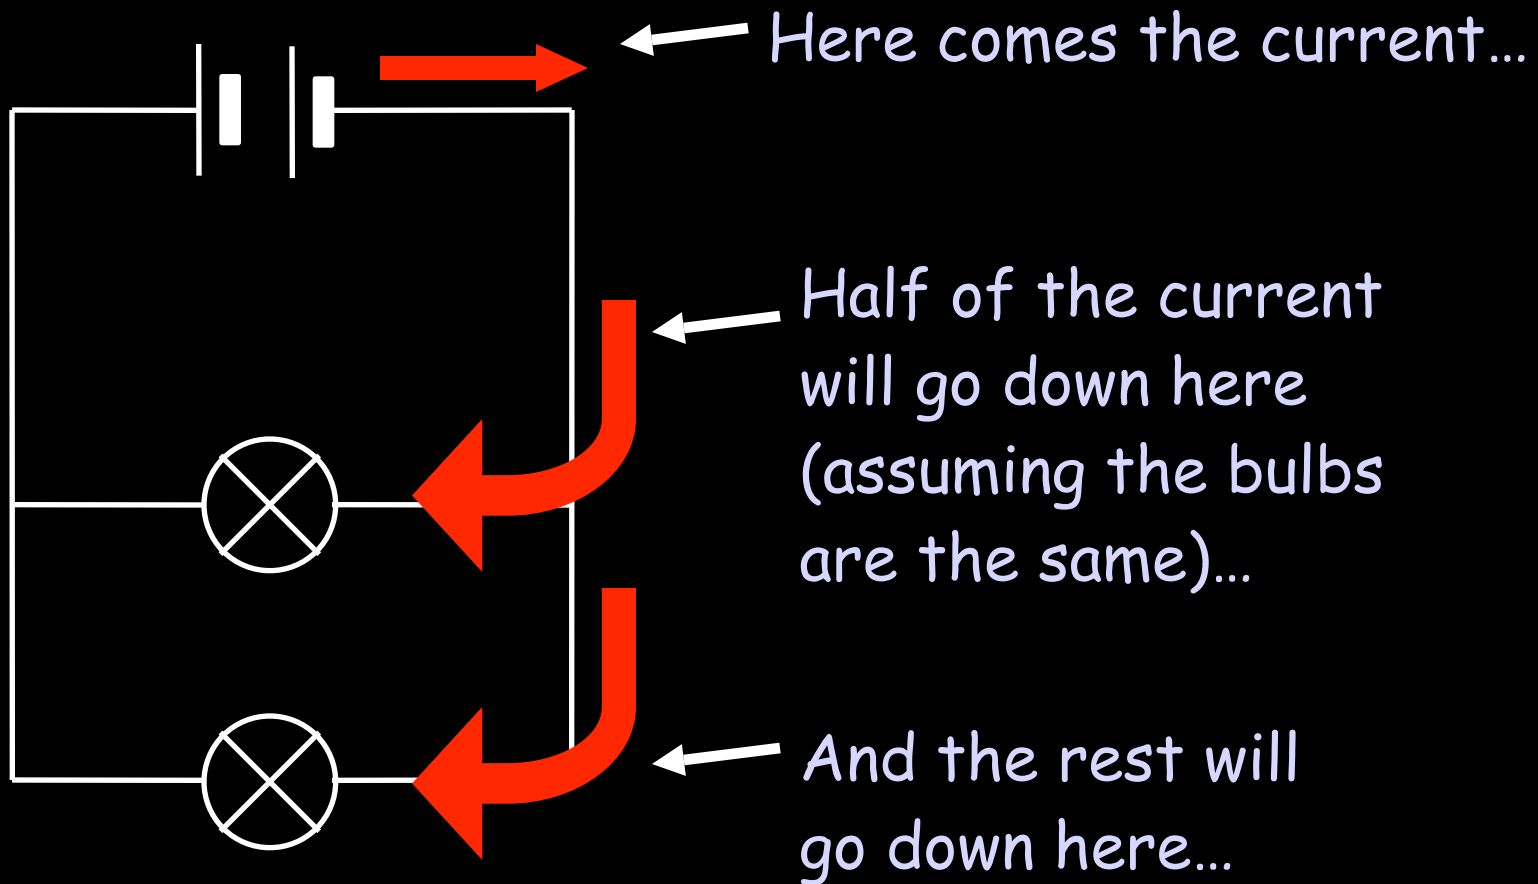 Here comes the current…
Half of the current
will go down here
(assuming the bulbs
are the same)…
And the rest will
go down here…